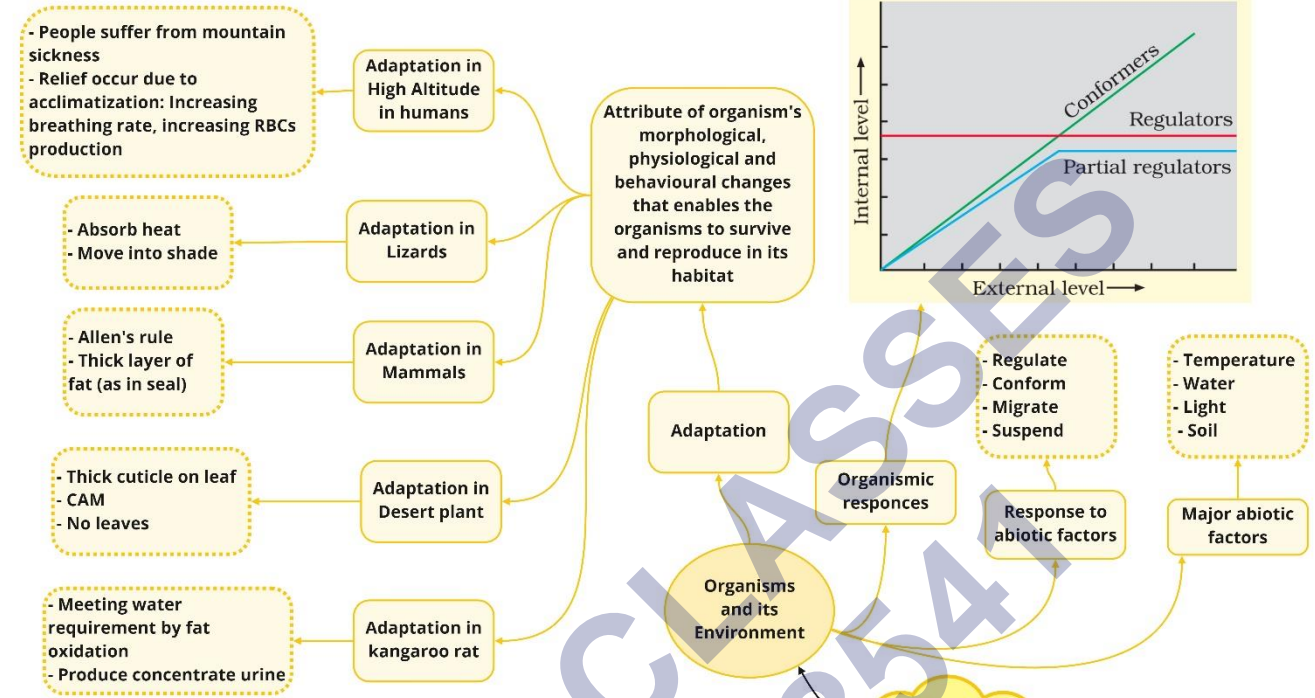 - People suffer from mountain
sickness
- Relief occur due to
acclimatization: Increasing
breathing rate, increasing RBCs
production
Adaptation in
High Altitude
in humans
- Absorb heat
- Move into shade
Adaptation in
Lizards
- Allen's rule
- Thick layer of
fat (as in seal)
Adaptation in
Mammals
- Thick cuticle on leaf
- CAM
- No leaves
Adaptation in
Desert plant
- Meeting water
requirement by fat
oxidation
- Produce concentrate urine
Adaptation in
kangaroo rat
Attribute of organism's
morphological,
physiological and
behavioural changes
that enables the
organisms to survive
and reproduce in its
habitat
Adaptation
Organisms
and its
Environment
Internal level
Conformers
Regulators
Partial regulators
External level
Organismic
responces
- Regulate
- Conform
- Migrate
- Suspend
Response to
abiotic factors
- Temperature
- Water
- Light
- Soil
Major abiotic
factors
CLASSES
8541